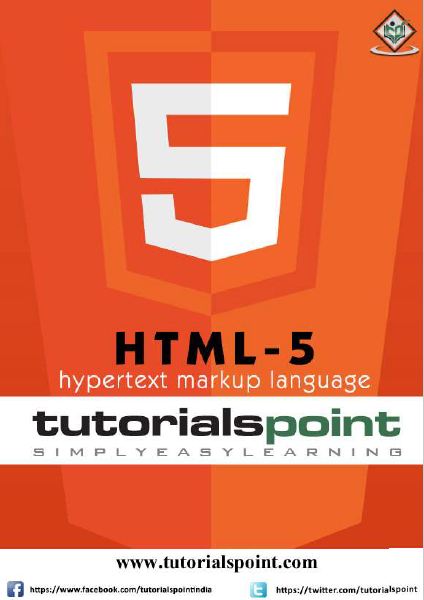 5
HTML-5
hypertext markup language
tutorialspoint
SIMPLYEASYLEARNING
www.tutorialspoint.com
https://www.facebook.com/tutorialspointindia
https://twitter.com/tutorialspoint